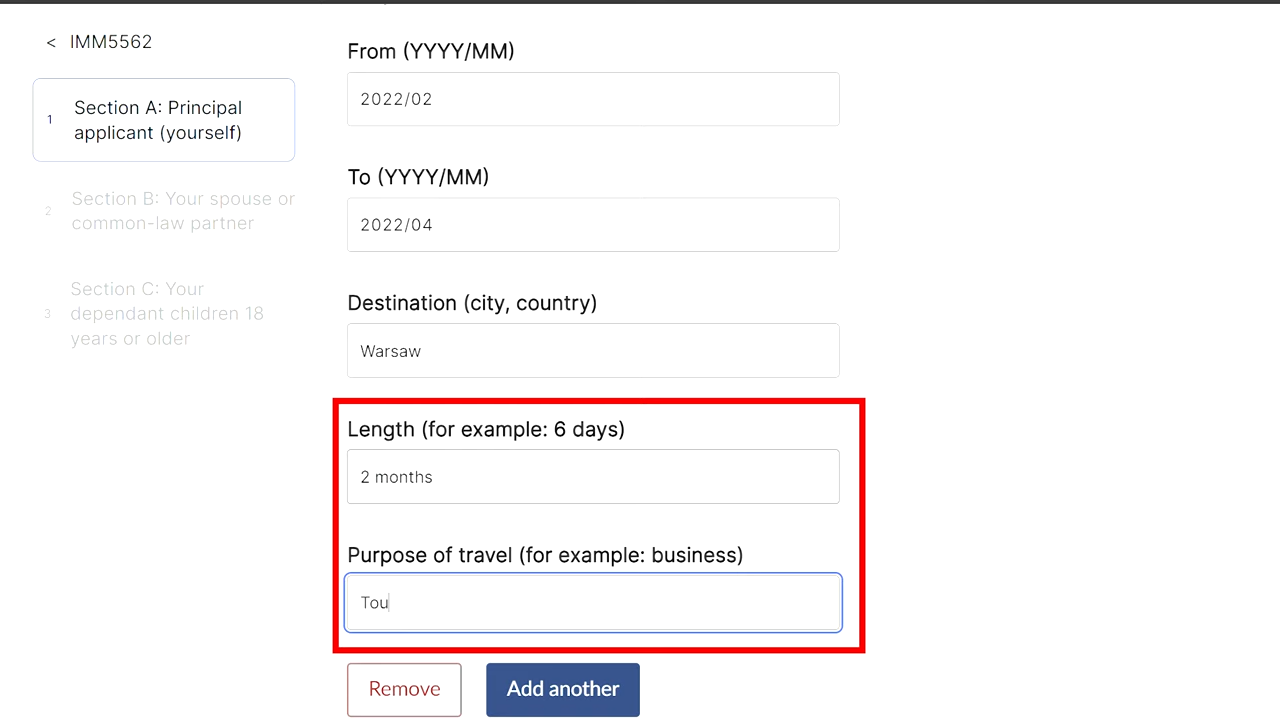 < IMM5562
1 Section A: Principal
applicant (yourself)
2 Section B: Your spouse or
common-law partner
3 Section C: Your
dependant children 18
years or older
From (YYYY/MM)
2022/02
To (YYYY/MM)
2022/04
Destination (city, country)
Warsaw
Length (for example: 6 days)
2 months
Purpose of travel (for example: business)
Tou
Remove
Add another